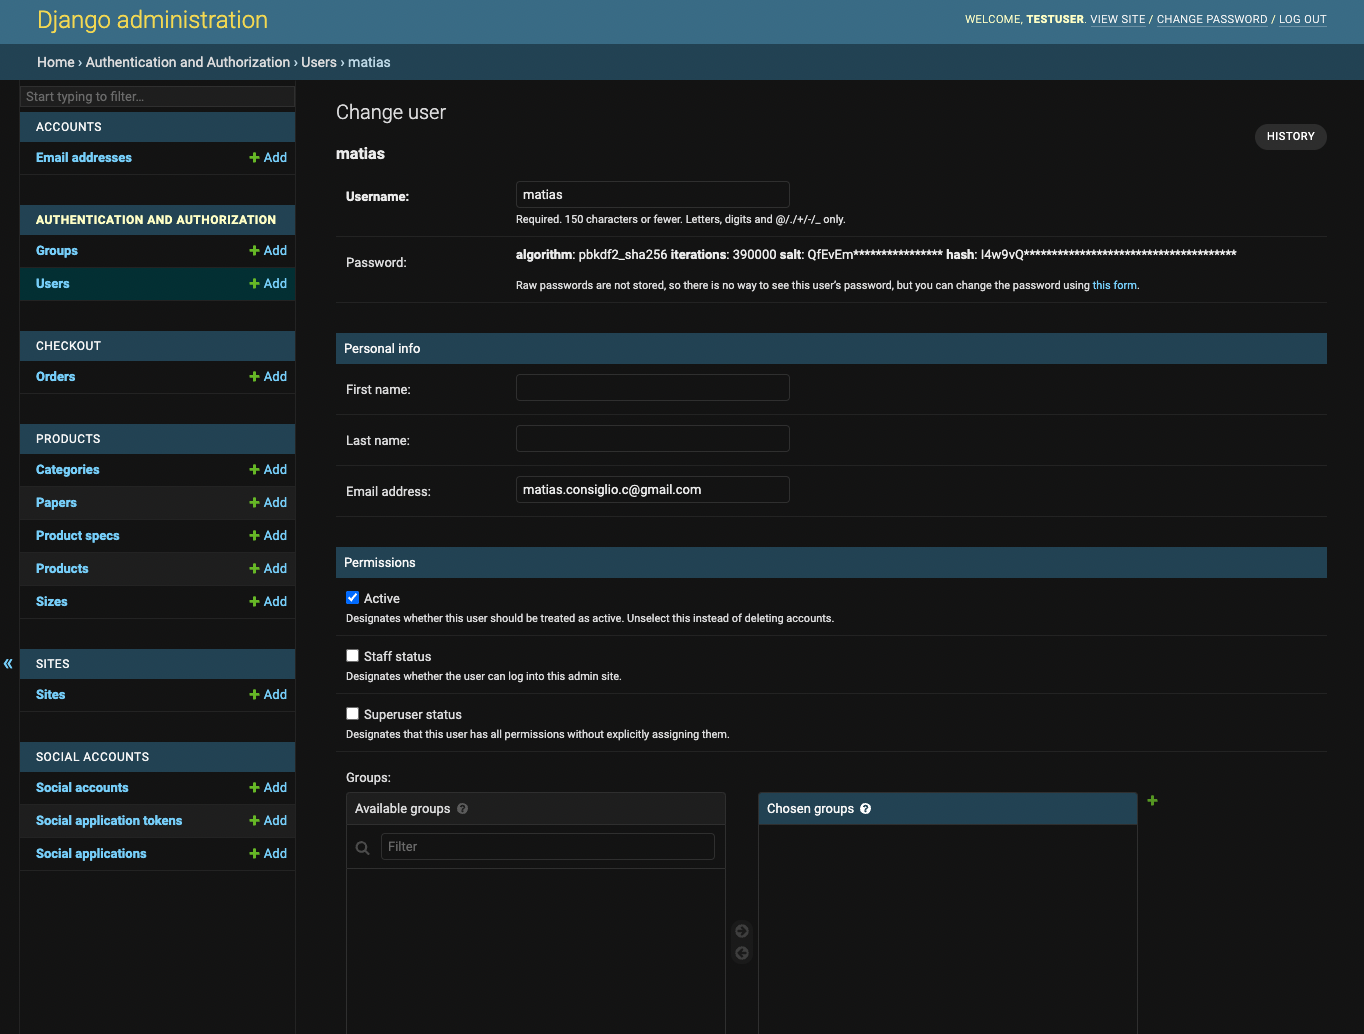 Django administration
WELCOME, TESTUSER. VIEW SITE / CHANGE PASSWORD / LOG OUT
Home › Authentication and Authorization › Users › matias
Start typing to filter...
ACCOUNTS
Email addresses
Add
AUTHENTICATION AND AUTHORIZATION
Groups
Add
Users
Add
CHECKOUT
Orders
Add
PRODUCTS
Categories
Add
Papers
Add
Product specs
Add
Products
Add
Sizes
Add
«
SITES
Sites
Add
SOCIAL ACCOUNTS
Social accounts
Add
Social application tokens
Add
Social applications
Add
Change user
HISTORY
matias
Username:
matias
Required. 150 characters or fewer. Letters, digits and @/./+/-/_ only.
Password:
algorithm: pbkdf2_sha256 iterations: 390000 salt: QfEvEm**************** hash: I4w9vQ**************************************
Raw passwords are not stored, so there is no way to see this user's password, but you can change the password using this form.
Personal info
First name:
Last name:
Email address:
matias.consiglio.c@gmail.com
Permissions
Active
Designates whether this user should be treated as active. Unselect this instead of deleting accounts.
Staff status
Designates whether the user can log into this admin site.
Superuser status
Designates that this user has all permissions without explicitly assigning them.
Groups:
Available groups ?
Filter
Chosen groups ?